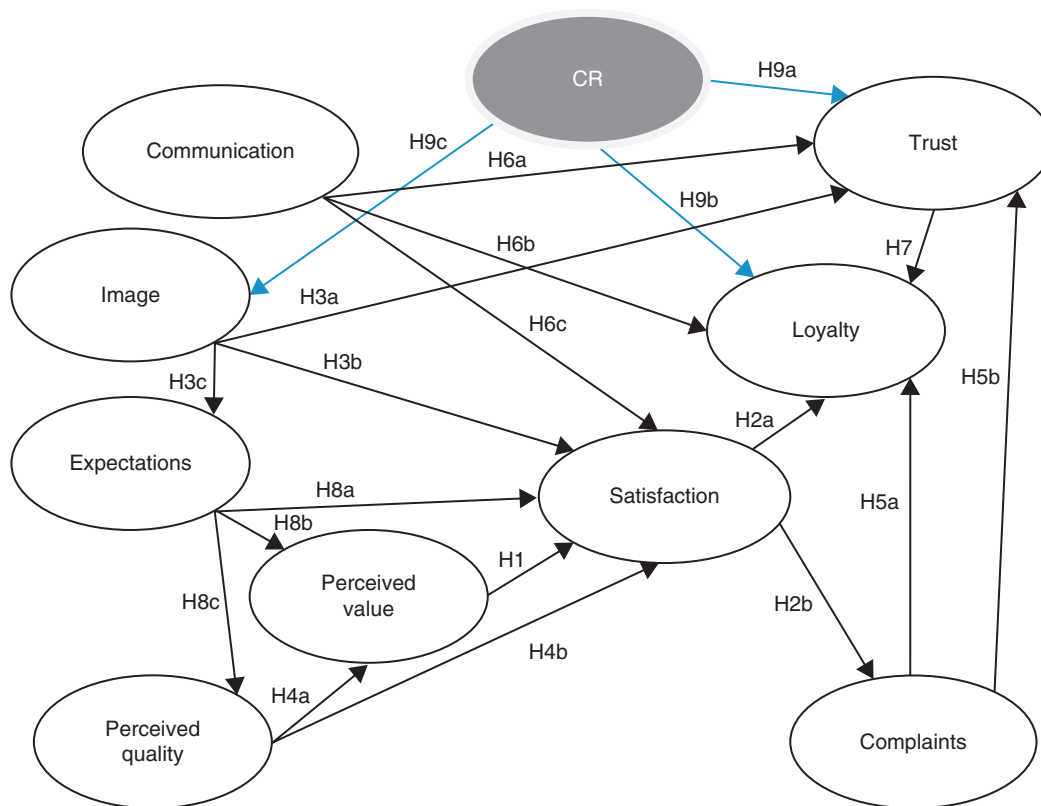 CR
H9a
Communication
Trust
H9c
H6a
H9b
H6b
H7
Image
H3a
H6c
Loyalty
H3b
H3c
H5b
H2a
Expectations
H8a
Satisfaction
H8b
H5a
H1
Perceived
value
H8c
H2b
H4b
H4a
Perceived
quality
Complaints